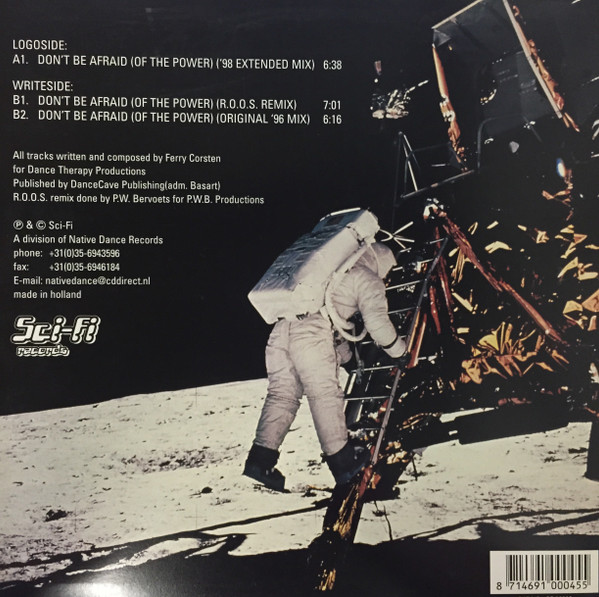 LOGOSIDE:
A1. DON'T BE AFRAID (OF THE POWER) ('98 EXTENDED MIX) 6:38
WRITESIDE:
B1. DON'T BE AFRAID (OF THE POWER) (R.O.O.S. REMIX) 7:01
B2. DON'T BE AFRAID (OF THE POWER) (ORIGINAL '96 MIX) 6:16
All tracks written and composed by Ferry Corsten
for Dance Therapy Productions
Published by DanceCave Publishing(adm. Basart)
R.O.O.S. remix done by P.W. Bervoets for P.W.B. Productions
℗ & © Sci-Fi
A division of Native Dance Records
phone: +31(0)35-6943596
fax: +31(0)35-6946184
E-mail: nativedance@cddirect.nl
made in holland
Sci-Fi
records
8 714691 000455